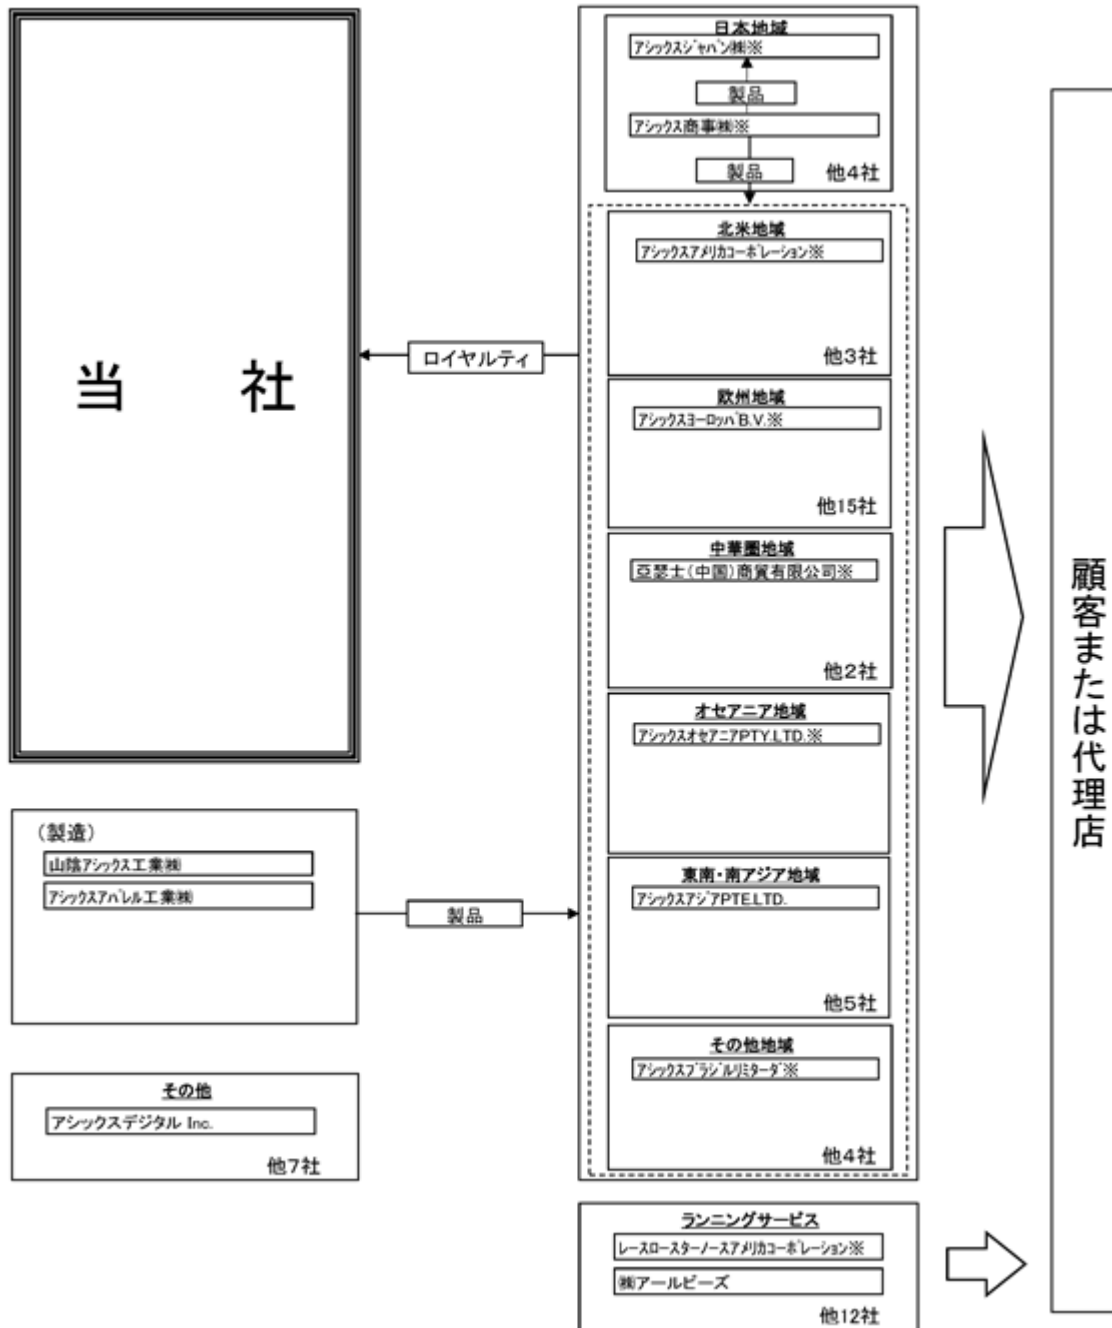 当　社
ロイヤルティ
(製造)
山陰アシックス工業㈱
アシックスアパレル工業㈱
製品
その他
アシックスデジタル Inc.
他7社
日本地域
アシックスジャパン㈱※
製品
アシックス商事㈱※
製品
他4社
北米地域
アシックスアメリカコーポレーション※
他3社
欧州地域
アシックスヨーロッパB.V.※
他15社
中華圏地域
亞瑟士(中国)商貿有限公司※
他2社
オセアニア地域
アシックスオセアニアPTY.LTD.※
東南・南アジア地域
アシックスアジアPTE.LTD.
他5社
その他地域
アシックスブラジルリミターダ※
他4社
ランニングサービス
レースロースターノースアメリカコーポレーション※
㈱アールビーズ
他12社
顧客または代理店